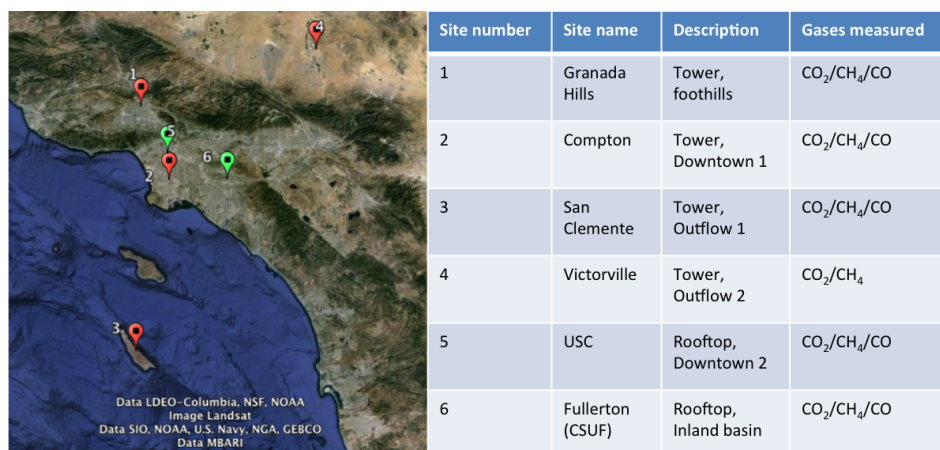 1
4
5
6
2
3
Data LDEO-Columbia, NSF, NOAA
Image Landsat
Data SIO, NOAA, U.S. Navy, NGA, GEBCO
Data MBARI
Site number Site name Description Gases measured
1 Granada Tower, CO₂/CH₄/CO
Hills foothills
2 Compton Tower, CO₂/CH₄/CO
Downtown 1
3 San Tower, CO₂/CH₄/CO
Clemente Outflow 1
4 Victorville Tower, CO₂/CH₄
Outflow 2
5 USC Rooftop, CO₂/CH₄/CO
Downtown 2
6 Fullerton Rooftop, CO₂/CH₄/CO
(CSUF) Inland basin